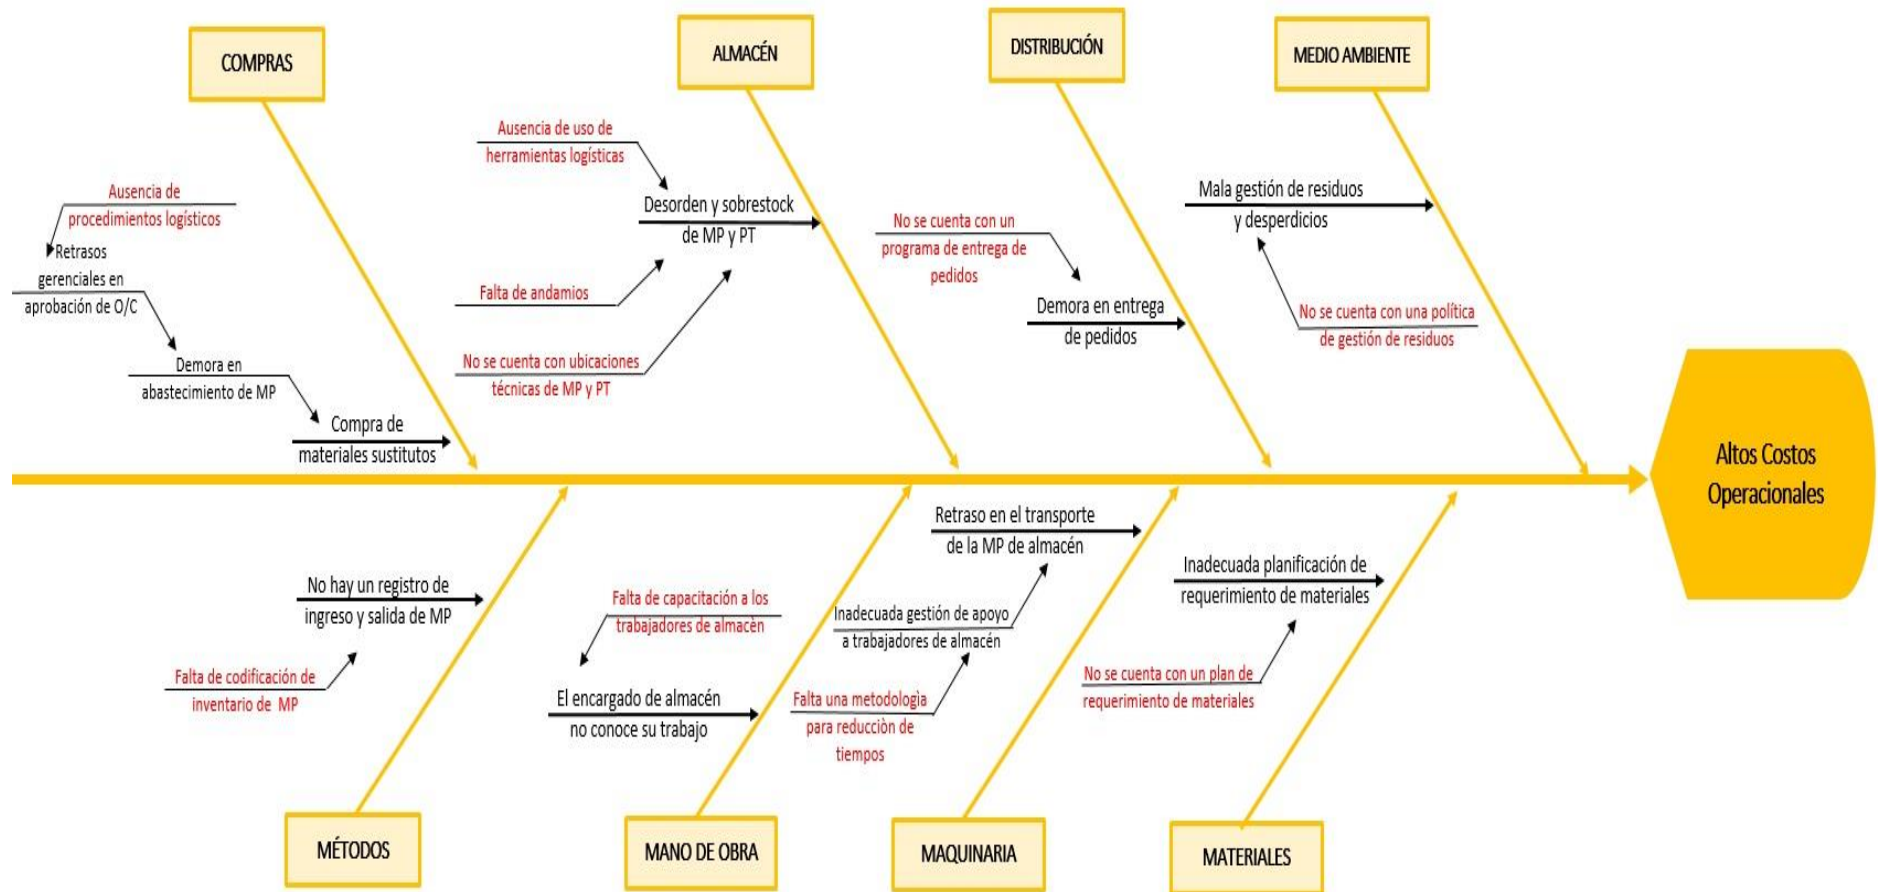 COMPRAS
ALMACÉN
DISTRIBUCIÓN
MEDIO AMBIENTE
Ausencia de
procedimientos logísticos
Retrasos
gerenciales en
aprobación de O/C
Demora en
abastecimiento de MP
Compra de
materiales sustitutos
Ausencia de uso de
herramientas logísticas
Desorden y sobrestock
de MP y PT
Falta de andamios
No se cuenta con ubicaciones
técnicas de MP y PT
No se cuenta con un
programa de entrega de
pedidos
Demora en entrega
de pedidos
Mala gestión de residuos
y desperdicios
No se cuenta con una política
de gestión de residuos
Altos Costos
Operacionales
No hay un registro de
ingreso y salida de MP
Falta de codificación de
inventario de MP
Falta de capacitación a los
trabajadores de almacèn
El encargado de almacén
no conoce su trabajo
Retraso en el transporte
de la MP de almacén
Inadecuada gestión de apoyo
a trabajadores de almacén
Falta una metodologìa
para reducciòn de
tiempos
Inadecuada planificación de
requerimiento de materiales
No se cuenta con un plan de
requerimiento de materiales
MÉTODOS
MANO DE OBRA
MAQUINARIA
MATERIALES